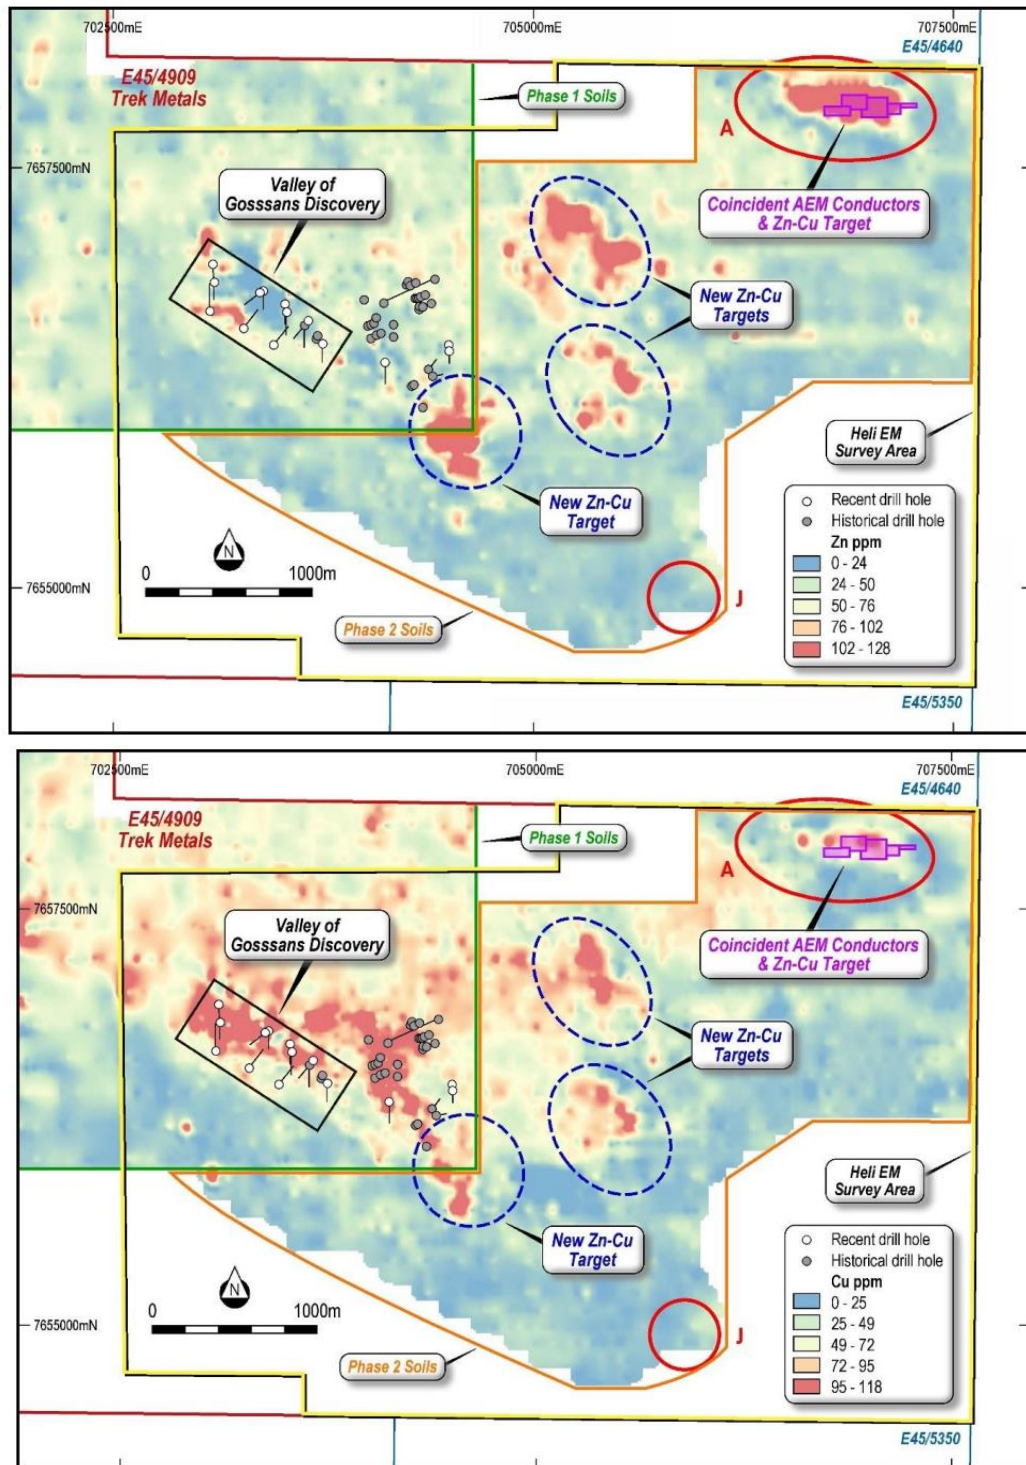 702500mE
705000mE
707500mE
E45/4640
E45/4909
Trek Metals
Phase 1 Soils
A
7657500mN
Valley of
Gosssans Discovery
Coincident AEM Conductors
& Zn-Cu Target
New Zn-Cu
Targets
Heli EM
Survey Area
New Zn-Cu
Target
Recent drill hole
Historical drill hole
Zn ppm
0 - 24
24 - 50
50 - 76
76 - 102
102 - 128
N
0
1000m
7655000mN
J
Phase 2 Soils
E45/5350
702500mE
705000mE
707500mE
E45/4640
E45/4909
Trek Metals
Phase 1 Soils
A
7657500mN
Valley of
Gosssans Discovery
Coincident AEM Conductors
& Zn-Cu Target
New Zn-Cu
Targets
Heli EM
Survey Area
New Zn-Cu
Target
Recent drill hole
Historical drill hole
Cu ppm
0 - 25
25 - 49
49 - 72
72 - 95
95 - 118
N
0
1000m
7655000mN
J
Phase 2 Soils
E45/5350